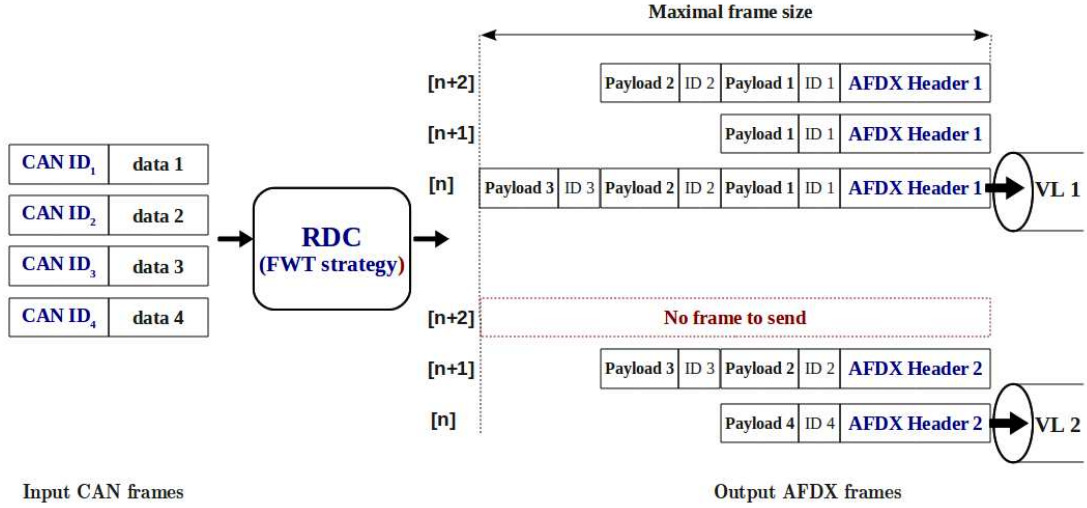 Maximal frame size
[n+2] Payload 2 ID 2 Payload 1 ID 1 AFDX Header 1
[n+1] Payload 1 ID 1 AFDX Header 1
[n] Payload 3 ID 3 Payload 2 ID 2 Payload 1 ID 1 AFDX Header 1 VL 1
CAN ID1 data 1
CAN ID2 data 2
CAN ID3 data 3
CAN ID4 data 4
RDC
(FWT strategy)
[n+2] No frame to send
[n+1] Payload 3 ID 3 Payload 2 ID 2 AFDX Header 2
[n] Payload 4 ID 4 AFDX Header 2 VL 2
Input CAN frames
Output AFDX frames